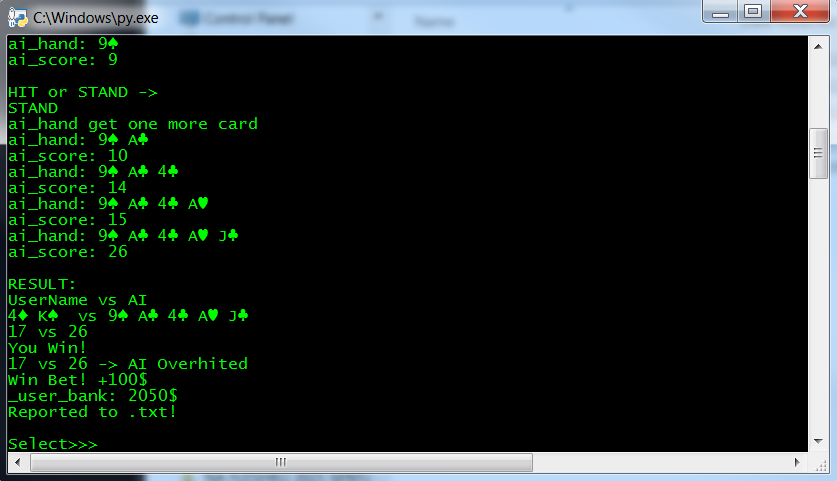 C:\Windows\py.exe
Control Panel
Name
ai_hand: 9♠
ai_score: 9
HIT or STAND ->
STAND
ai_hand get one more card
ai_hand: 9♠ A♣
ai_score: 10
ai_hand: 9♠ A♣ 4♣
ai_score: 14
ai_hand: 9♠ A♣ 4♣ A♥
ai_score: 15
ai_hand: 9♠ A♣ 4♣ A♥ J♣
ai_score: 26
RESULT:
UserName vs AI
4♦ K♠  vs 9♠ A♣ 4♣ A♥ J♣
17 vs 26
You Win!
17 vs 26 -> AI Overhited
Win Bet! +100$
_user_bank: 2050$
Reported to .txt!
Select>>>